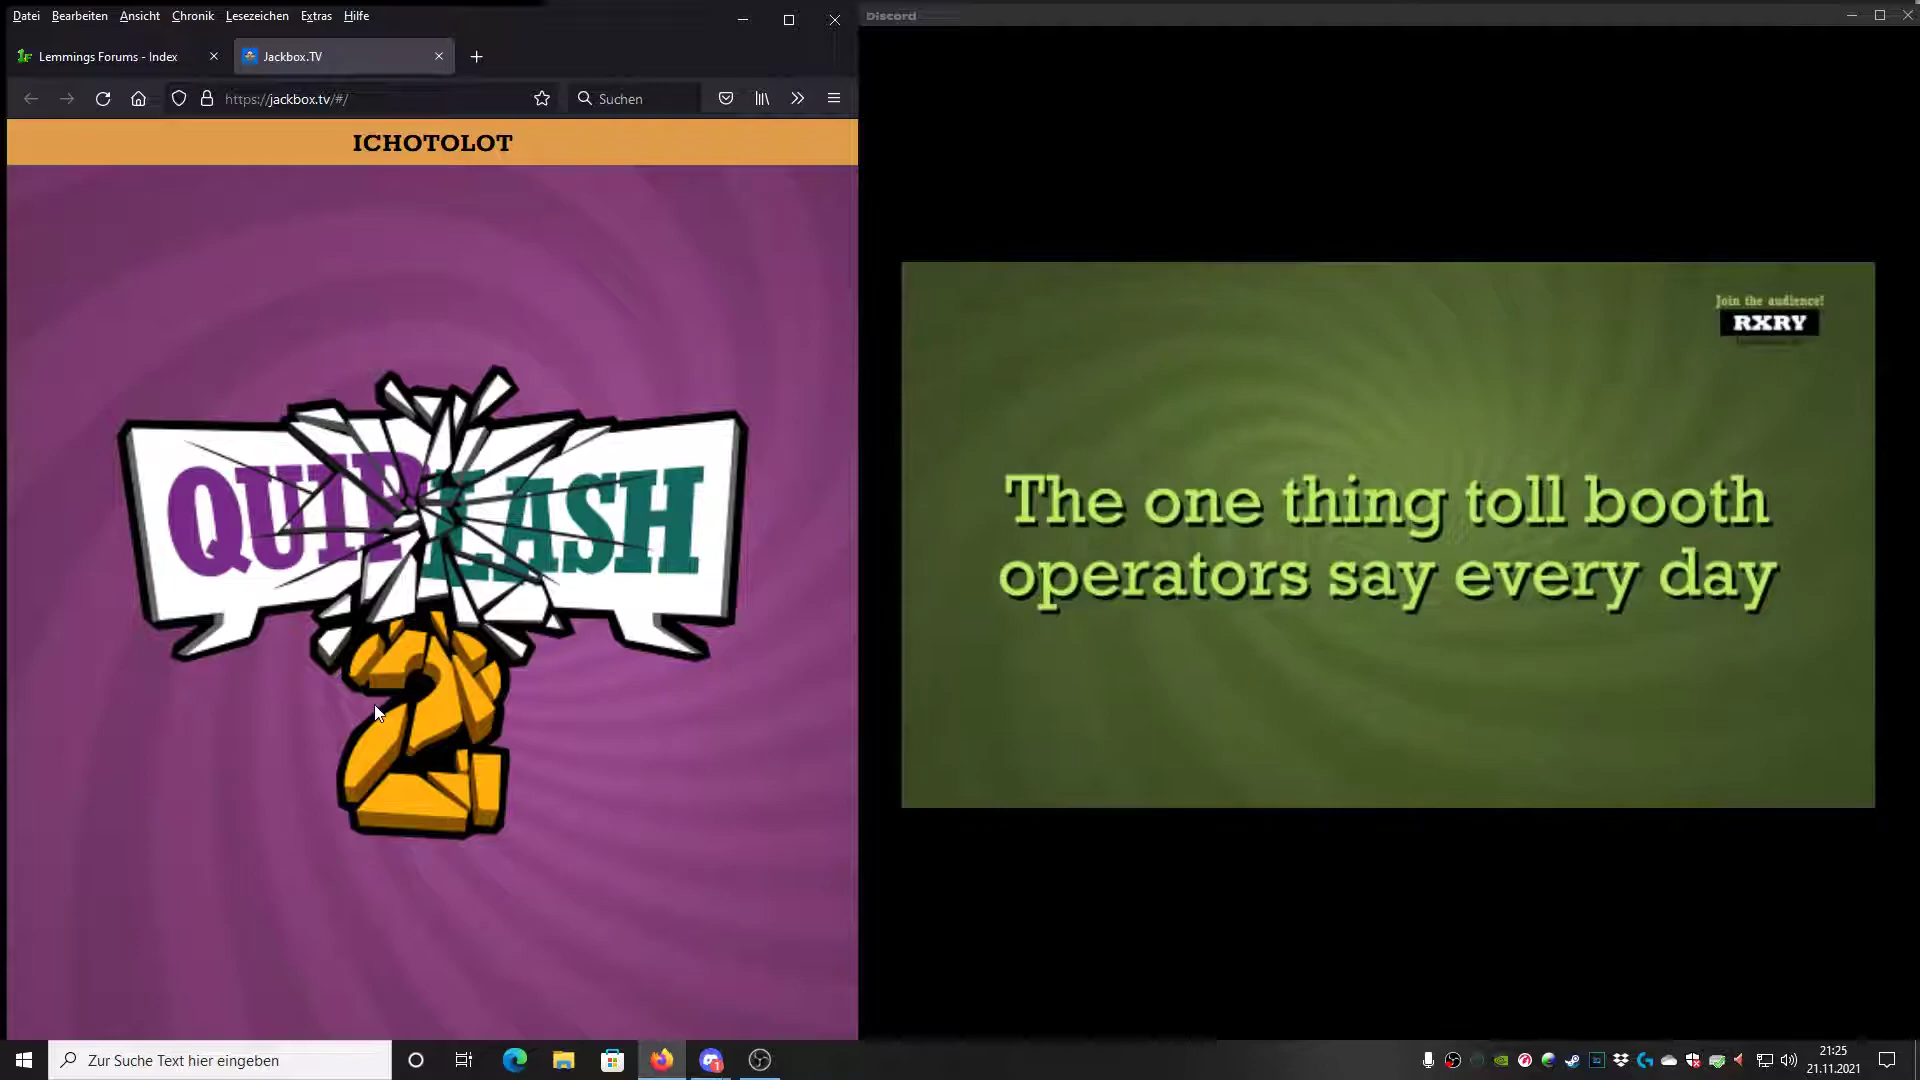 Datei Bearbeiten Ansicht Chronik Lesezeichen Extras Hilfe
Discord
Lemmings Forums - Index
Jackbox.TV
https://jackbox.tv/#/
Suchen
ICHOTOLOT
QUIPLASH
2
Join the audience!
RXRY
The one thing toll booth
operators say every day
Zur Suche Text hier eingeben
21:25
21.11.2021